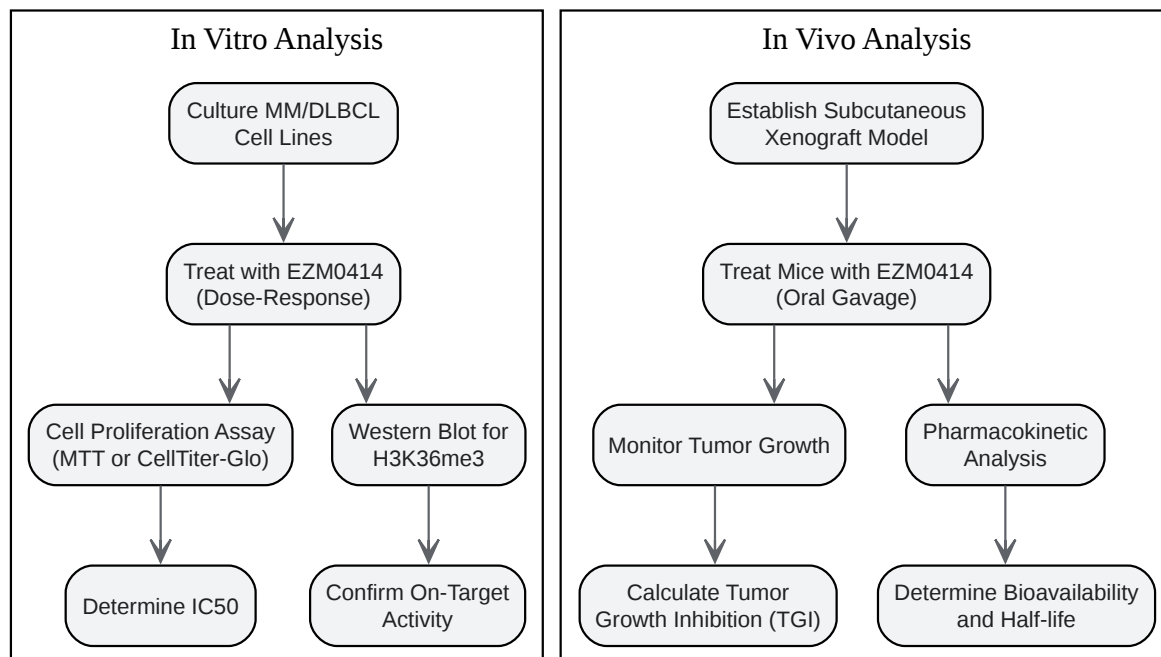 In Vitro Analysis
Culture MM/DLBCL
Cell Lines
Treat with EZM0414
(Dose-Response)
Cell Proliferation Assay
(MTT or CellTiter-Glo)
Western Blot for
H3K36me3
Determine IC50
Confirm On-Target
Activity
In Vivo Analysis
Establish Subcutaneous
Xenograft Model
Treat Mice with EZM0414
(Oral Gavage)
Monitor Tumor Growth
Pharmacokinetic
Analysis
Calculate Tumor
Growth Inhibition (TGI)
Determine Bioavailability
and Half-life